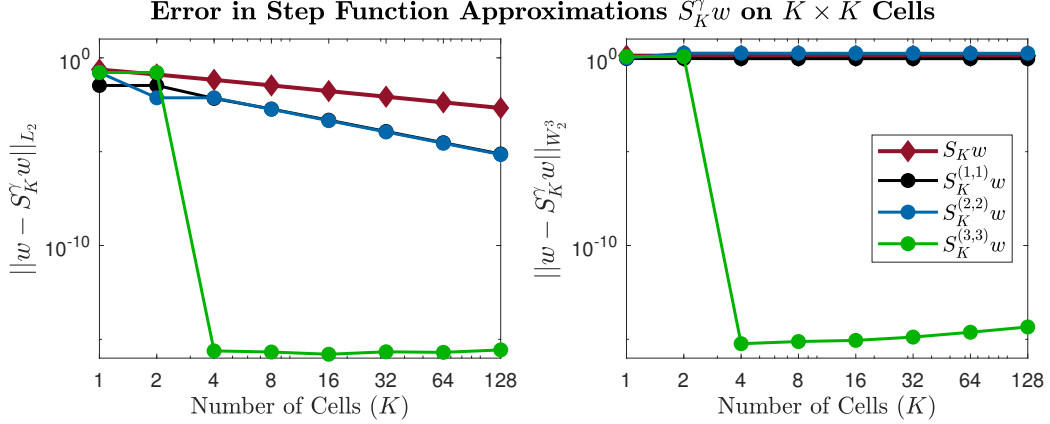 Error in Step Function Approximations $S_K^\gamma w$ on $K \times K$ Cells
$||w - S_K^\gamma w||_{L_2}$
$10^0$
$10^{-10}$
1 2 4 8 16 32 64 128
Number of Cells ($K$)
$||w - S_K^\gamma w||_{W_2^3}$
$10^0$
$10^{-10}$
1 2 4 8 16 32 64 128
Number of Cells ($K$)
$S_K w$
$S_K^{(1,1)} w$
$S_K^{(2,2)} w$
$S_K^{(3,3)} w$